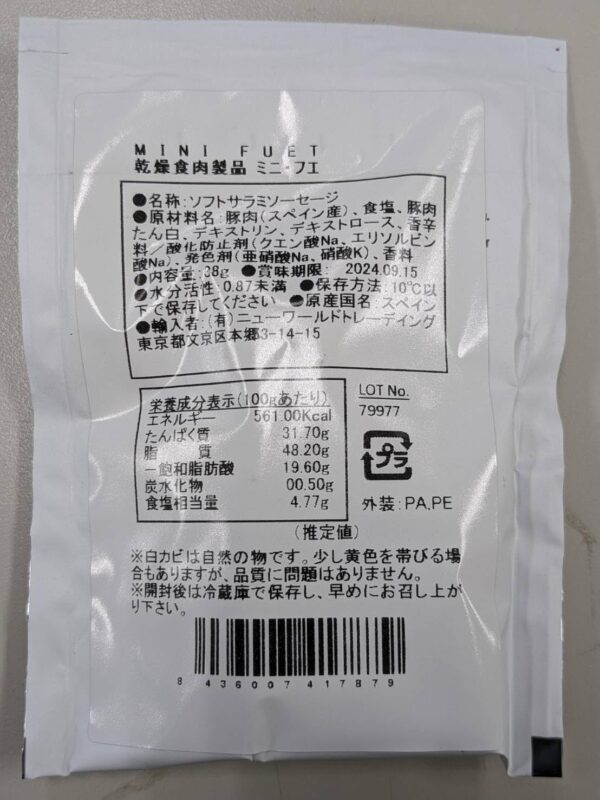 MINI FUET
乾燥食肉製品 ミニ・フエ
●名称:ソフトサラミソーセージ
●原材料名:豚肉(スペイン産)、食塩、豚肉
たん白、デキストリン、デキストロース、香辛
料/酸化防止剤(クエン酸Na、エリソルビン
酸Na)、発色剤(亜硝酸Na、硝酸K)、香料
●内容量:38g ●賞味期限: 2024.09.15
●水分活性 0.87未満 ●保存方法:10℃以
下で保存してください ●原産国名:スペイン
●輸入者:(有)ニューワールドトレーディング
東京都文京区本郷3-14-15
栄養成分表示(100gあたり)
エネルギー 561.00Kcal
たんぱく質 31.70g
脂 質 48.20g
－飽和脂肪酸 19.60g
炭水化物 00.50g
食塩相当量 4.77g
(推定値)
LOT No.
79977
プラ
外装:PA,PE
※白カビは自然の物です。少し黄色を帯びる場
合もありますが、品質に問題はありません。
※開封後は冷蔵庫で保存し、早めにお召し上が
り下さい。
8 436007 417879